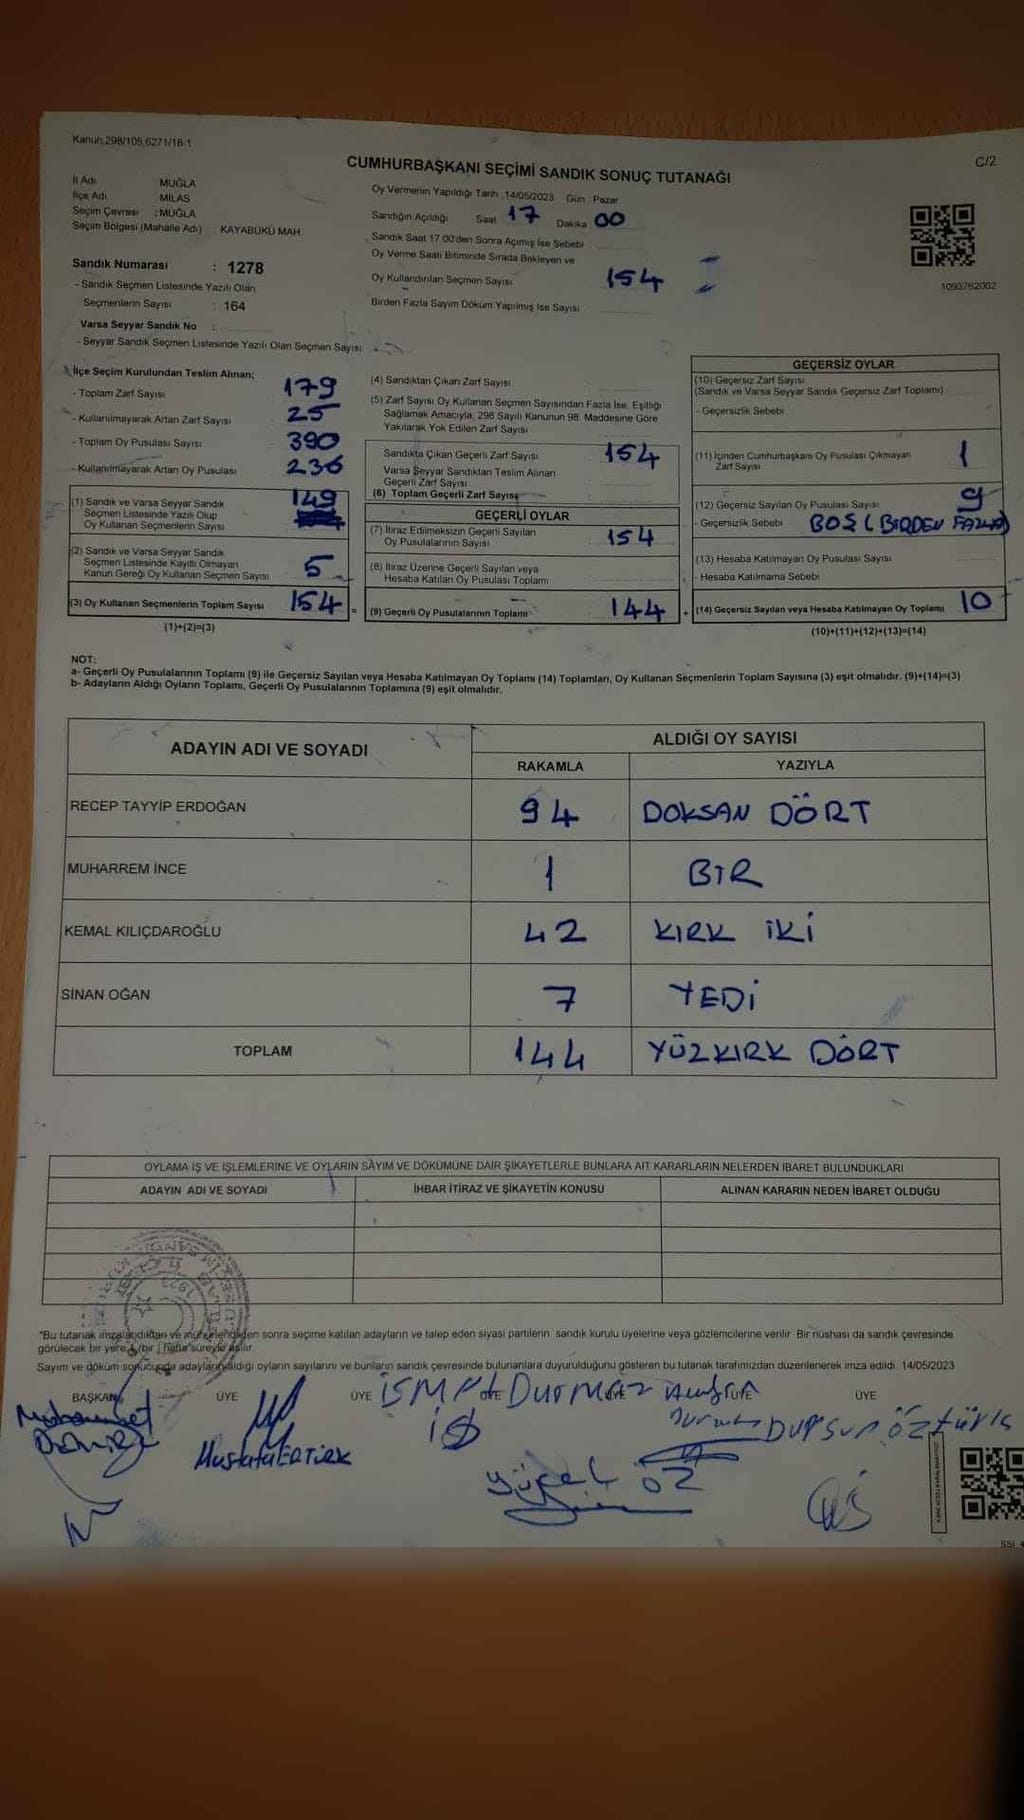 Kanun:298/105,6271/18-1
C/2
CUMHURBAŞKANI SEÇİMİ SANDIK SONUÇ TUTANAĞI
İl Adı MUĞLA
İlçe Adı MİLAS
Seçim Çevresi : MUĞLA
Seçim Bölgesi (Mahalle Adı) KAYABÜKÜ MAH.
Oy Vermenin Yapıldığı Tarih :14/05/2023 Gün : Pazar
Sandığın Açıldığı Saat 17 Dakika 00
Sandık Saat 17.00'den Sonra Açılmış İse Sebebi
Oy Verme Saati Bitiminde Sırada Bekleyen ve
Oy Kullandırılan Seçmen Sayısı 154
Birden Fazla Sayım Döküm Yapılmış İse Sayısı
1093762002
Sandık Numarası : 1278
- Sandık Seçmen Listesinde Yazılı Olan
Seçmenlerin Sayısı : 164
Varsa Seyyar Sandık No :
- Seyyar Sandık Seçmen Listesinde Yazılı Olan Seçmen Sayısı:
İlçe Seçim Kurulundan Teslim Alınan;
- Toplam Zarf Sayısı 179
- Kullanılmayarak Artan Zarf Sayısı 25
- Toplam Oy Pusulası Sayısı 390
- Kullanılmayarak Artan Oy Pusulası 236
(1) Sandık ve Varsa Seyyar Sandık
Seçmen Listesinde Yazılı Olup
Oy Kullanan Seçmenlerin Sayısı 149
(2) Sandık ve Varsa Seyyar Sandık
Seçmen Listesinde Kayıtlı Olmayan
Kanun Gereği Oy Kullanan Seçmen Sayısı 5
(3) Oy Kullanan Seçmenlerin Toplam Sayısı 154 =
(1)+(2)=(3)
(4) Sandıktan Çıkan Zarf Sayısı
(5) Zarf Sayısı Oy Kullanan Seçmen Sayısından Fazla İse, Eşitliği
Sağlamak Amacıyla, 298 Sayılı Kanunun 98. Maddesine Göre
Yakılarak Yok Edilen Zarf Sayısı
Sandıkta Çıkan Geçerli Zarf Sayısı 154
Varsa Seyyar Sandıktan Teslim Alınan
Geçerli Zarf Sayısı
(6) Toplam Geçerli Zarf Sayısı
GEÇERLİ OYLAR
(7) İtiraz Edilmeksizin Geçerli Sayılan
Oy Pusulalarının Sayısı 154
(8) İtiraz Üzerine Geçerli Sayılan veya
Hesaba Katılan Oy Pusulası Toplamı
(9) Geçerli Oy Pusulalarının Toplamı 144 +
GEÇERSİZ OYLAR
(10) Geçersiz Zarf Sayısı
(Sandık ve Varsa Seyyar Sandık Geçersiz Zarf Toplamı)
- Geçersizlik Sebebi
(11) İçinden Cumhurbaşkanı Oy Pusulası Çıkmayan
Zarf Sayısı 1
(12) Geçersiz Sayılan Oy Pusulası Sayısı 9
- Geçersizlik Sebebi BOŞ (BİRDEN FAZLA)
(13) Hesaba Katılmayan Oy Pusulası Sayısı
- Hesaba Katılmama Sebebi
(14) Geçersiz Sayılan veya Hesaba Katılmayan Oy Toplamı 10
(10)+(11)+(12)+(13)=(14)
NOT:
a- Geçerli Oy Pusulalarının Toplamı (9) ile Geçersiz Sayılan veya Hesaba Katılmayan Oy Toplamı (14) Toplamları, Oy Kullanan Seçmenlerin Toplam Sayısına (3) eşit olmalıdır. (9)+(14)=(3)
b- Adayların Aldığı Oyların Toplamı, Geçerli Oy Pusulalarının Toplamına (9) eşit olmalıdır.
ADAYIN ADI VE SOYADI
ALDIĞI OY SAYISI
RAKAMLA YAZIYLA
RECEP TAYYİP ERDOĞAN 94 DOKSAN DÖRT
MUHARREM İNCE 1 BİR
KEMAL KILIÇDAROĞLU 42 KIRK İKİ
SİNAN OĞAN 7 YEDİ
TOPLAM 144 YÜZKIRK DÖRT
OYLAMA İŞ VE İŞLEMLERİNE VE OYLARIN SAYIM VE DÖKÜMÜNE DAİR ŞİKAYETLERLE BUNLARA AİT KARARLARIN NELERDEN İBARET BULUNDUKLARI
ADAYIN ADI VE SOYADI İHBAR İTİRAZ VE ŞİKAYETİN KONUSU ALINAN KARARIN NEDEN İBARET OLDUĞU
"Bu tutanak imzalandıktan ve mühürlendikten sonra seçime katılan adayların ve talep eden siyasi partilerin sandık kurulu üyelerine veya gözlemcilerine verilir. Bir nüshası da sandık çevresinde
görülecek bir yere 1 (bir) hafta süreyle asılır.
Sayım ve döküm sonucunda adayların aldığı oyların sayılarını ve bunların sandık çevresinde bulunanlara duyurulduğunu gösteren bu tutanak tarafımızdan düzenlenerek imza edildi. 14/05/2023
BAŞKAN ÜYE ÜYE ÜYE ÜYE ÜYE ÜYE
İSMAİL Durmaz
Mustafa ERTÜRK
Dursun öztürk
yücel öz